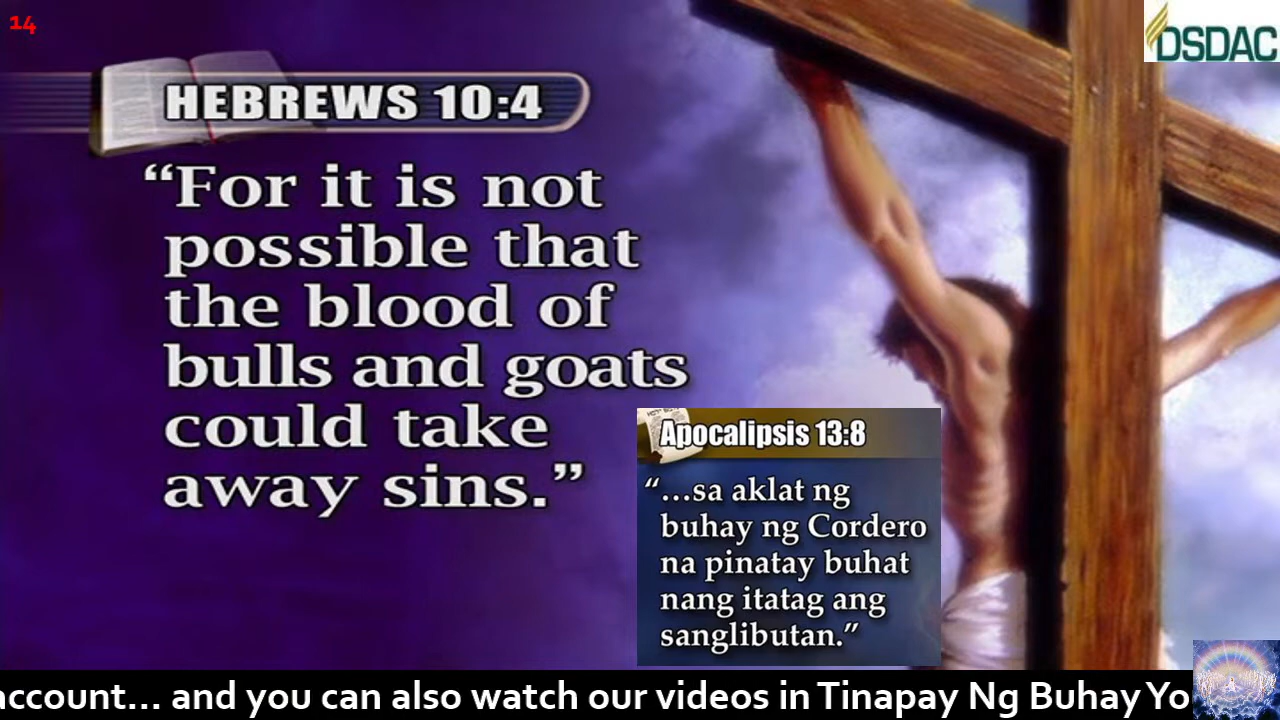 14
DSDAC
HEBREWS 10:4
“For it is not
possible that
the blood of
bulls and goats
could take
away sins.”
Apocalipsis 13:8
“...sa aklat ng
buhay ng Cordero
na pinatay buhat
nang itatag ang
sanglibutan.”
account... and you can also watch our videos in Tinapay Ng Buhay Yo